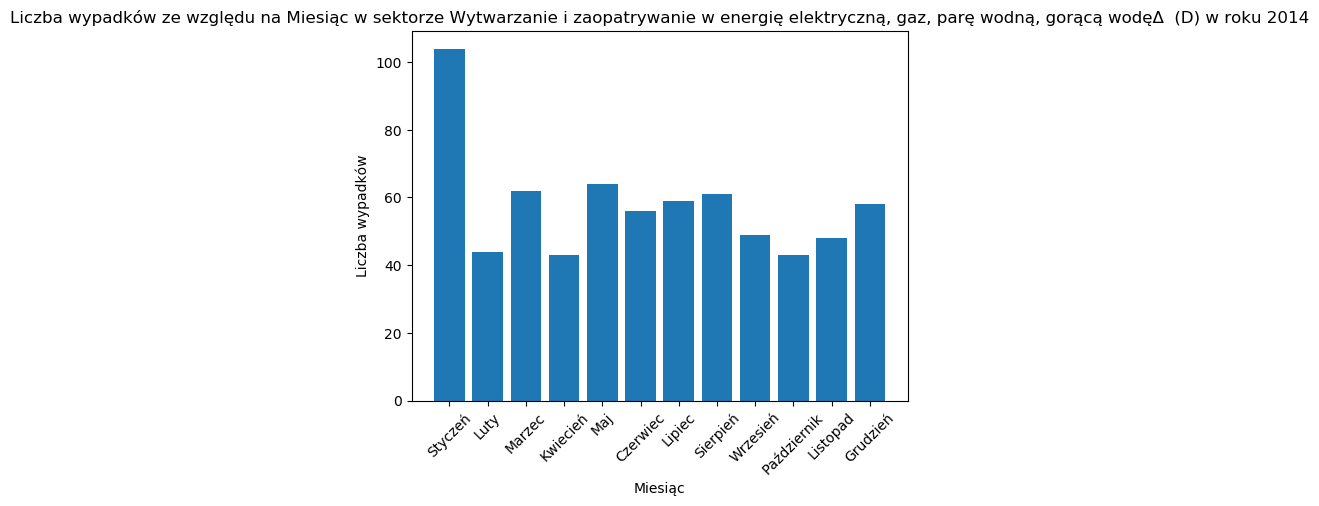 Liczba wypadków ze względu na Miesiąc w sektorze Wytwarzanie i zaopatrywanie w energię elektryczną, gaz, parę wodną, gorącą wodęΔ  (D) w roku 2014
100
80
60
40
20
0
Liczba wypadków
Styczeń
Luty
Marzec
Kwiecień
Maj
Czerwiec
Lipiec
Sierpień
Wrzesień
Październik
Listopad
Grudzień
Miesiąc